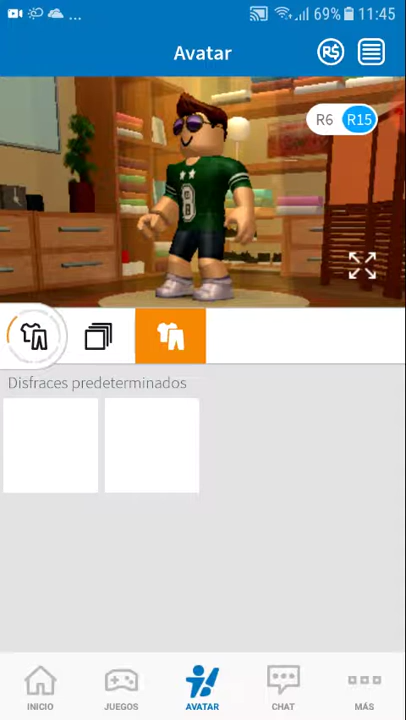 ... 69% 11:45
Avatar
R$
R6 R15
8
Disfraces predeterminados
INICIO JUEGOS AVATAR CHAT MÁS